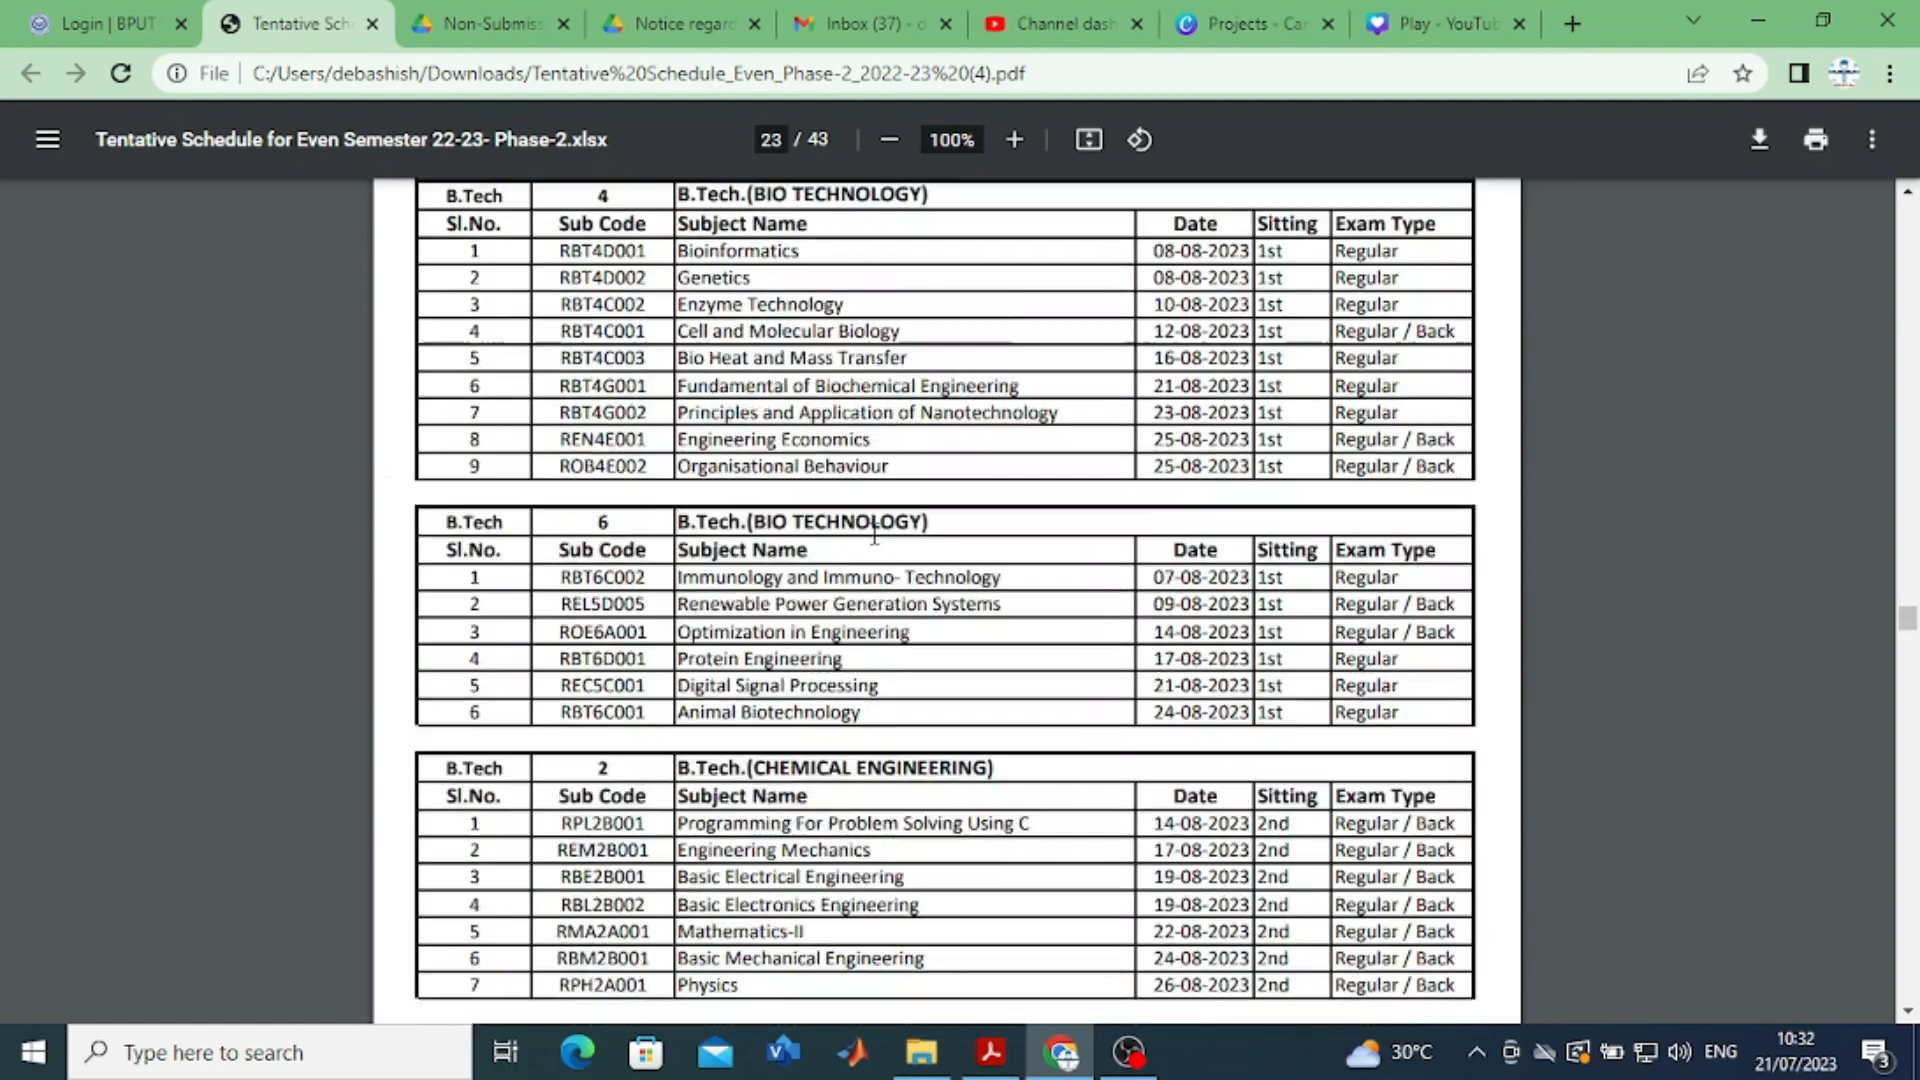 Login | BPUT
Tentative Sch
Non-Submiss
Notice regard
Inbox (37) - d
Channel dash
Projects - Can
Play - YouTub
File C:/Users/debashish/Downloads/Tentative%20Schedule_Even_Phase-2_2022-23%20(4).pdf
Tentative Schedule for Even Semester 22-23- Phase-2.xlsx 23 / 43 100%
B.Tech 4 B.Tech.(BIO TECHNOLOGY)
Sl.No. Sub Code Subject Name Date Sitting Exam Type
1 RBT4D001 Bioinformatics 08-08-2023 1st Regular
2 RBT4D002 Genetics 08-08-2023 1st Regular
3 RBT4C002 Enzyme Technology 10-08-2023 1st Regular
4 RBT4C001 Cell and Molecular Biology 12-08-2023 1st Regular / Back
5 RBT4C003 Bio Heat and Mass Transfer 16-08-2023 1st Regular
6 RBT4G001 Fundamental of Biochemical Engineering 21-08-2023 1st Regular
7 RBT4G002 Principles and Application of Nanotechnology 23-08-2023 1st Regular
8 REN4E001 Engineering Economics 25-08-2023 1st Regular / Back
9 ROB4E002 Organisational Behaviour 25-08-2023 1st Regular / Back
B.Tech 6 B.Tech.(BIO TECHNOLOGY)
Sl.No. Sub Code Subject Name Date Sitting Exam Type
1 RBT6C002 Immunology and Immuno- Technology 07-08-2023 1st Regular
2 REL5D005 Renewable Power Generation Systems 09-08-2023 1st Regular / Back
3 ROE6A001 Optimization in Engineering 14-08-2023 1st Regular / Back
4 RBT6D001 Protein Engineering 17-08-2023 1st Regular
5 REC5C001 Digital Signal Processing 21-08-2023 1st Regular
6 RBT6C001 Animal Biotechnology 24-08-2023 1st Regular
B.Tech 2 B.Tech.(CHEMICAL ENGINEERING)
Sl.No. Sub Code Subject Name Date Sitting Exam Type
1 RPL2B001 Programming For Problem Solving Using C 14-08-2023 2nd Regular / Back
2 REM2B001 Engineering Mechanics 17-08-2023 2nd Regular / Back
3 RBE2B001 Basic Electrical Engineering 19-08-2023 2nd Regular / Back
4 RBL2B002 Basic Electronics Engineering 19-08-2023 2nd Regular / Back
5 RMA2A001 Mathematics-II 22-08-2023 2nd Regular / Back
6 RBM2B001 Basic Mechanical Engineering 24-08-2023 2nd Regular / Back
7 RPH2A001 Physics 26-08-2023 2nd Regular / Back
Type here to search
30°C
ENG
10:32
21/07/2023
3